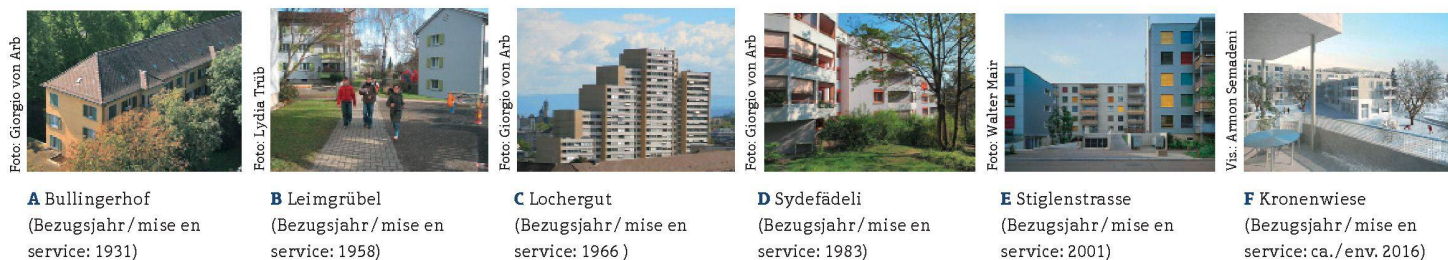 Foto: Giorgio von Arb
A Bullingerhof
(Bezugsjahr / mise en
service: 1931)
Foto: Lydia Trüb
B Leimgrübel
(Bezugsjahr / mise en
service: 1958)
Foto: Giorgio von Arb
C Lochergut
(Bezugsjahr / mise en
service: 1966 )
Foto: Giorgio von Arb
D Sydefädeli
(Bezugsjahr / mise en
service: 1983)
Foto: Walter Mair
E Stiglenstrasse
(Bezugsjahr / mise en
service: 2001)
Vis.: Armon Semadeni
F Kronenwiese
(Bezugsjahr / mise en
service: ca./ env. 2016)